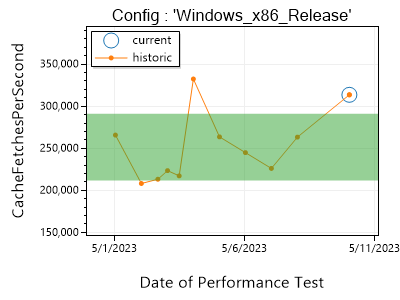 Config : 'Windows_x86_Release'
current
historic
350,000
300,000
250,000
200,000
150,000
CacheFetchesPerSecond
5/1/2023
5/6/2023
5/11/2023
Date of Performance Test